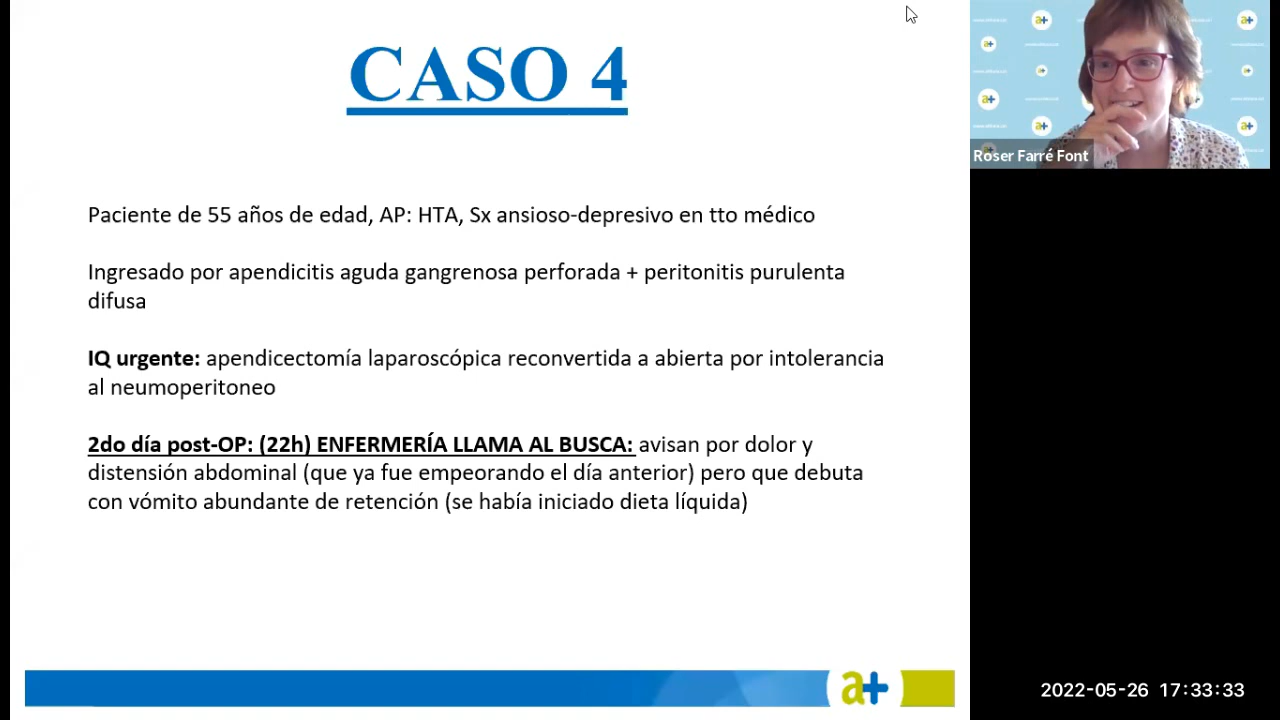 CASO 4
Paciente de 55 años de edad, AP: HTA, Sx ansioso-depresivo en tto médico
Ingresado por apendicitis aguda gangrenosa perforada + peritonitis purulenta
difusa
IQ urgente: apendicectomía laparoscópica reconvertida a abierta por intolerancia
al neumoperitoneo
2do día post-OP: (22h) ENFERMERÍA LLAMA AL BUSCA: avisan por dolor y
distensión abdominal (que ya fue empeorando el día anterior) pero que debuta
con vómito abundante de retención (se había iniciado dieta líquida)
a+
Roser Farré Font
2022-05-26 17:33:33